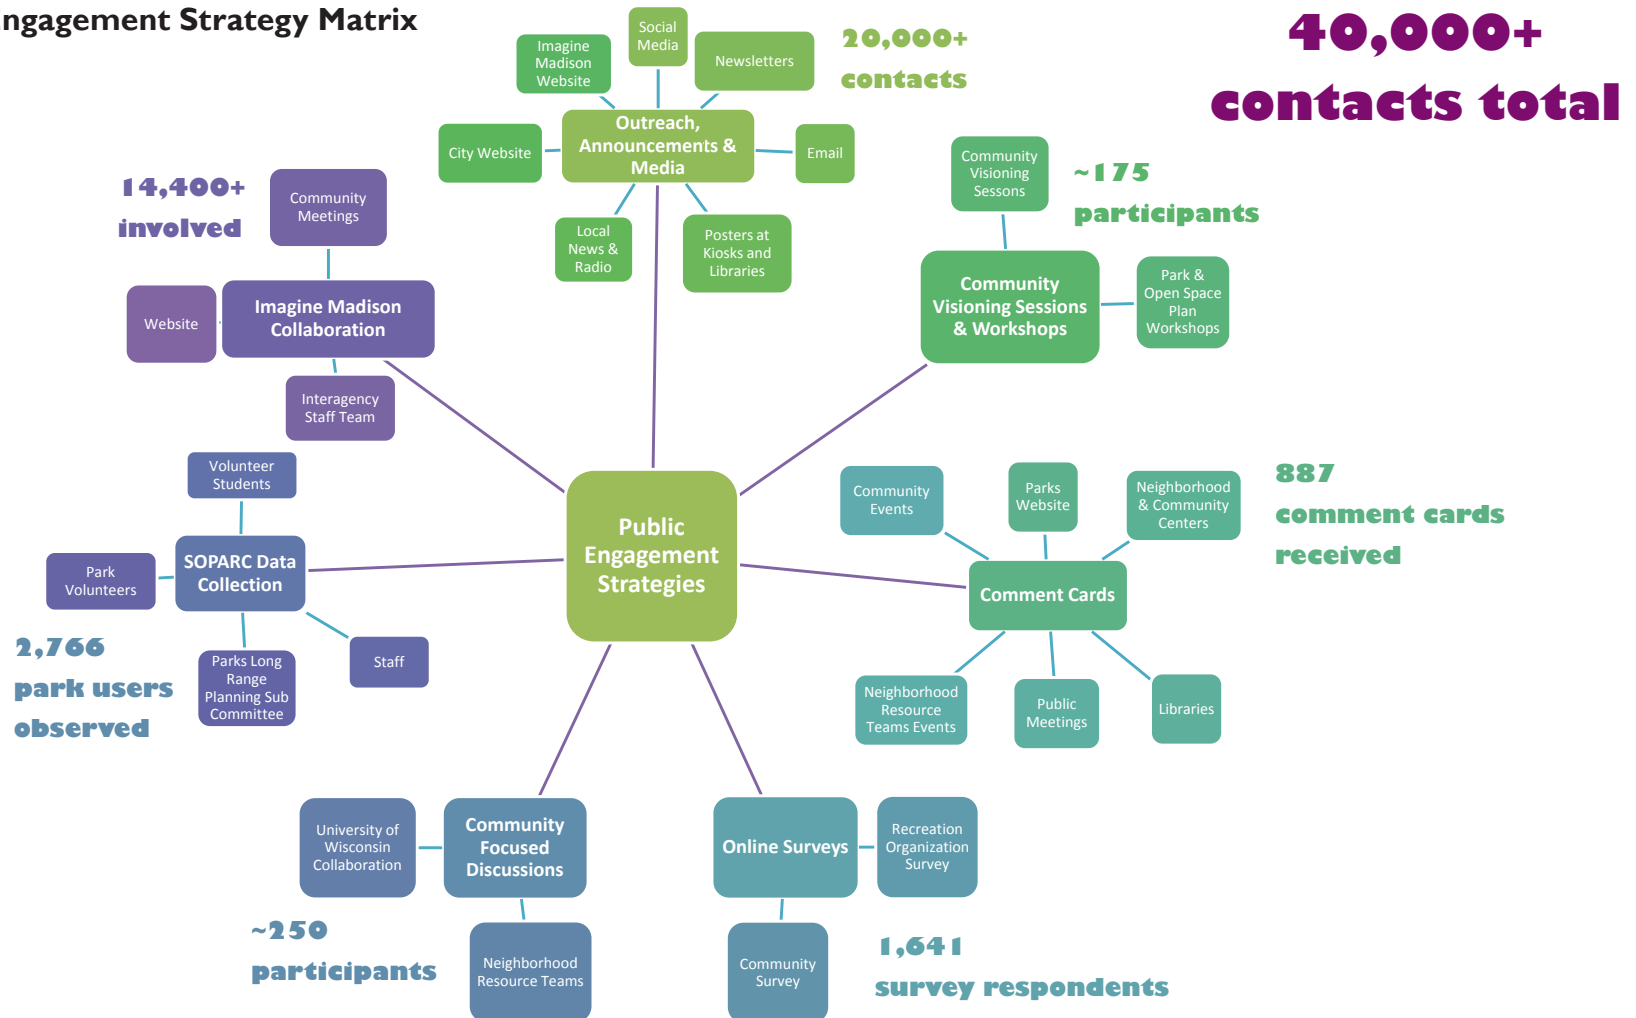 ngagement Strategy Matrix
40,000+
contacts total
Social
Media
Imagine
Madison
Website
Newsletters
20,000+
contacts
Outreach,
Announcements &
Media
City Website
Email
Local
News &
Radio
Posters at
Kiosks and
Libraries
Community
Visioning
Sessons
~175
participants
Community
Visioning Sessions
& Workshops
Park &
Open Space
Plan
Workshops
14,400+
involved
Community
Meetings
Imagine Madison
Collaboration
Website
Interagency
Staff Team
Volunteer
Students
SOPARC Data
Collection
Park
Volunteers
Parks Long
Range
Planning Sub
Committee
Staff
2,766
park users
observed
Public
Engagement
Strategies
Community
Events
Parks
Website
Neighborhood
& Community
Centers
887
comment cards
received
Comment Cards
Neighborhood
Resource
Teams Events
Public
Meetings
Libraries
University of
Wisconsin
Collaboration
Community
Focused
Discussions
~250
participants
Neighborhood
Resource Teams
Online Surveys
Recreation
Organization
Survey
Community
Survey
1,641
survey respondents